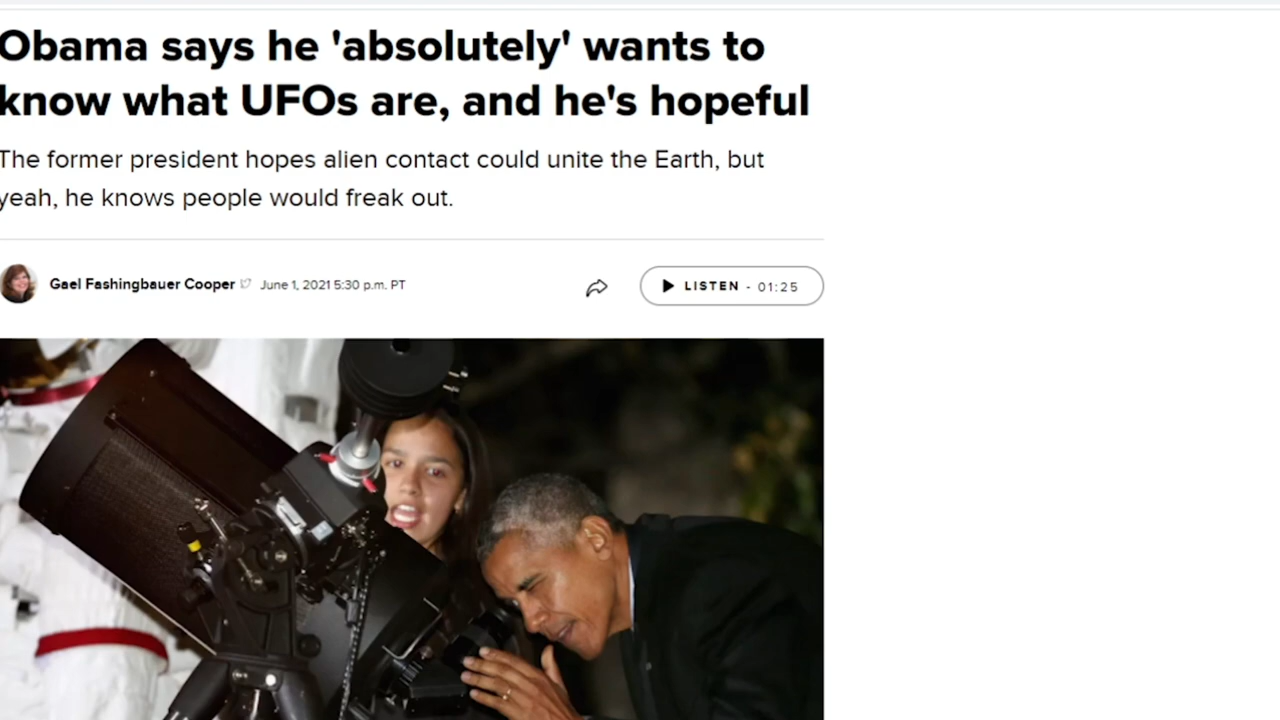 Obama says he 'absolutely' wants to
know what UFOs are, and he's hopeful
The former president hopes alien contact could unite the Earth, but
yeah, he knows people would freak out.
Gael Fashingbauer Cooper June 1, 2021 5:30 p.m. PT
LISTEN - 01:25